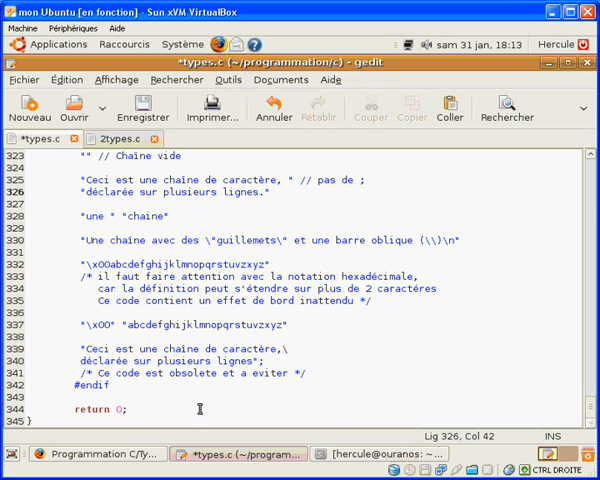 mon Ubuntu [en fonction] - Sun xVM VirtualBox
Machine Périphériques Aide
Applications Raccourcis Système sam 31 jan, 18:13 Hercule
*types.c (~/programmation/c) - gedit
Fichier Édition Affichage Rechercher Outils Documents Aide
Nouveau Ouvrir Enregistrer Imprimer... Annuler Rétablir Couper Copier Coller Rechercher
*types.c 2types.c
323 "" // Chaîne vide
324
325 "Ceci est une chaîne de caractère, " // pas de ;
326 "déclarée sur plusieurs lignes."
327
328 "une " "chaine"
329
330 "Une chaîne avec des \"guillemets\" et une barre oblique (\\)\n"
331
332 "\x00abcdefghijklmnopqrstuvzxyz"
333 /* il faut faire attention avec la notation hexadécimale,
334 car la définition peut s'étendre sur plus de 2 caractéres
335 Ce code contient un effet de bord inattendu */
336
337 "\x00" "abcdefghijklmnopqrstuvzxyz"
338
339 "Ceci est une chaîne de caractère,\
340 déclarée sur plusieurs lignes";
341 /* Ce code est obsolete et a eviter */
342 #endif
343
344 return 0;
345 }
Lig 326, Col 42 INS
Programmation C/Ty... *types.c (~/program... [hercule@ouranos: ~...
CTRL DROITE